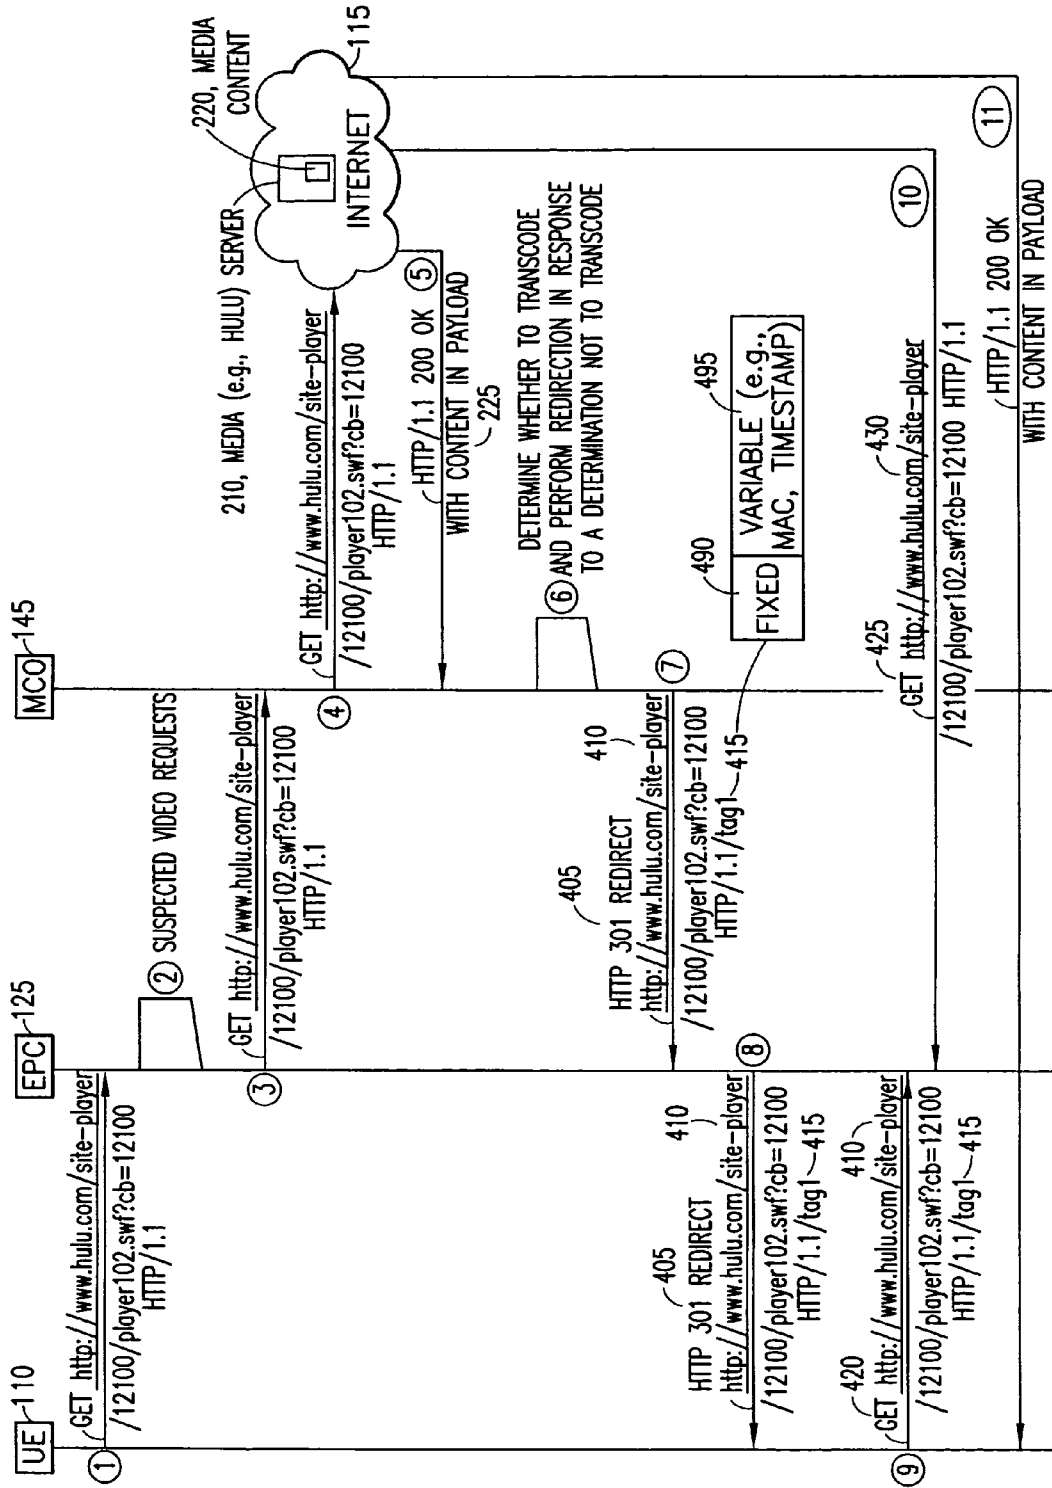 UE 110
EPC 125
MCO 145
210, MEDIA (e.g., HULU) SERVER
220, MEDIA
CONTENT
INTERNET
115
1
GET http://www.hulu.com/site-player
/12100/player102.swf?cb=12100
HTTP/1.1
2 SUSPECTED VIDEO REQUESTS
3
GET http://www.hulu.com/site-player
/12100/player102.swf?cb=12100
HTTP/1.1
4
GET http://www.hulu.com/site-player
/12100/player102.swf?cb=12100
HTTP/1.1
HTTP/1.1 200 OK 5
WITH CONTENT IN PAYLOAD
225
DETERMINE WHETHER TO TRANSCODE
6 AND PERFORM REDIRECTION IN RESPONSE
TO A DETERMINATION NOT TO TRANSCODE
7
405
HTTP 301 REDIRECT
410
http://www.hulu.com/site-player
/12100/player102.swf?cb=12100
HTTP/1.1/tag1 415
490
495
FIXED
VARIABLE (e.g.,
MAC, TIMESTAMP)
8
405
HTTP 301 REDIRECT
410
http://www.hulu.com/site-player
/12100/player102.swf?cb=12100
HTTP/1.1/tag1 415
9
420
410
GET http://www.hulu.com/site-player
/12100/player102.swf?cb=12100
HTTP/1.1/tag1 415
10
425
430
GET http://www.hulu.com/site-player
/12100/player102.swf?cb=12100 HTTP/1.1
11
HTTP/1.1 200 OK
WITH CONTENT IN PAYLOAD